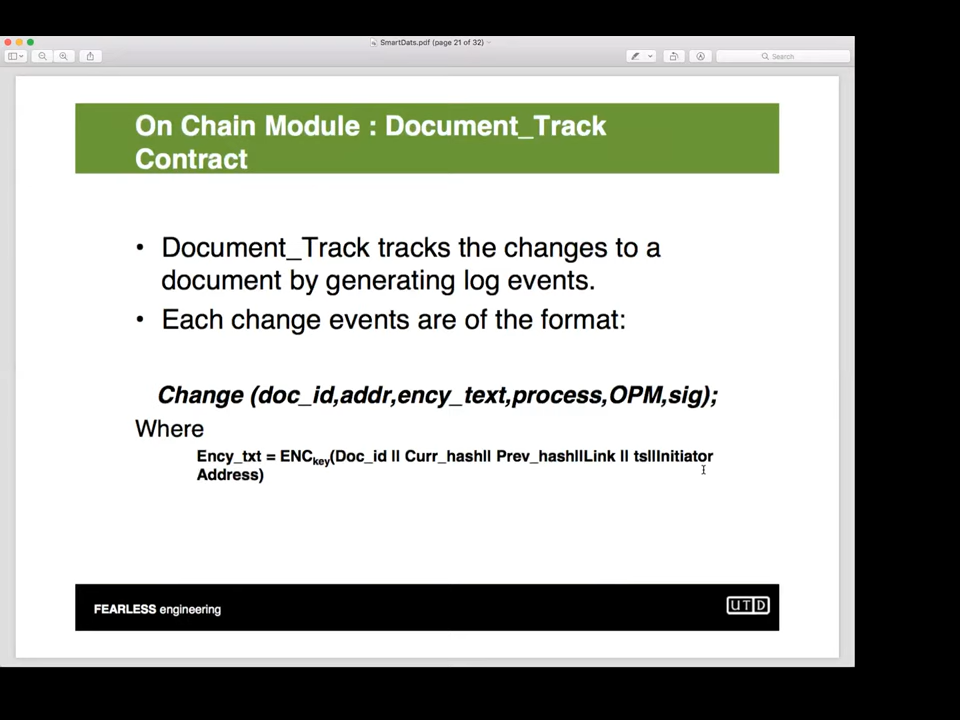 SmartDats.pdf (page 21 of 32)
Search
On Chain Module : Document_Track
Contract
• Document_Track tracks the changes to a
document by generating log events.
• Each change events are of the format:
Change (doc_id,addr,ency_text,process,OPM,sig);
Where
Ency_txt = ENCkey(Doc_id || Curr_hash|| Prev_hash||Link || ts||Initiator
Address)
FEARLESS engineering
UTD